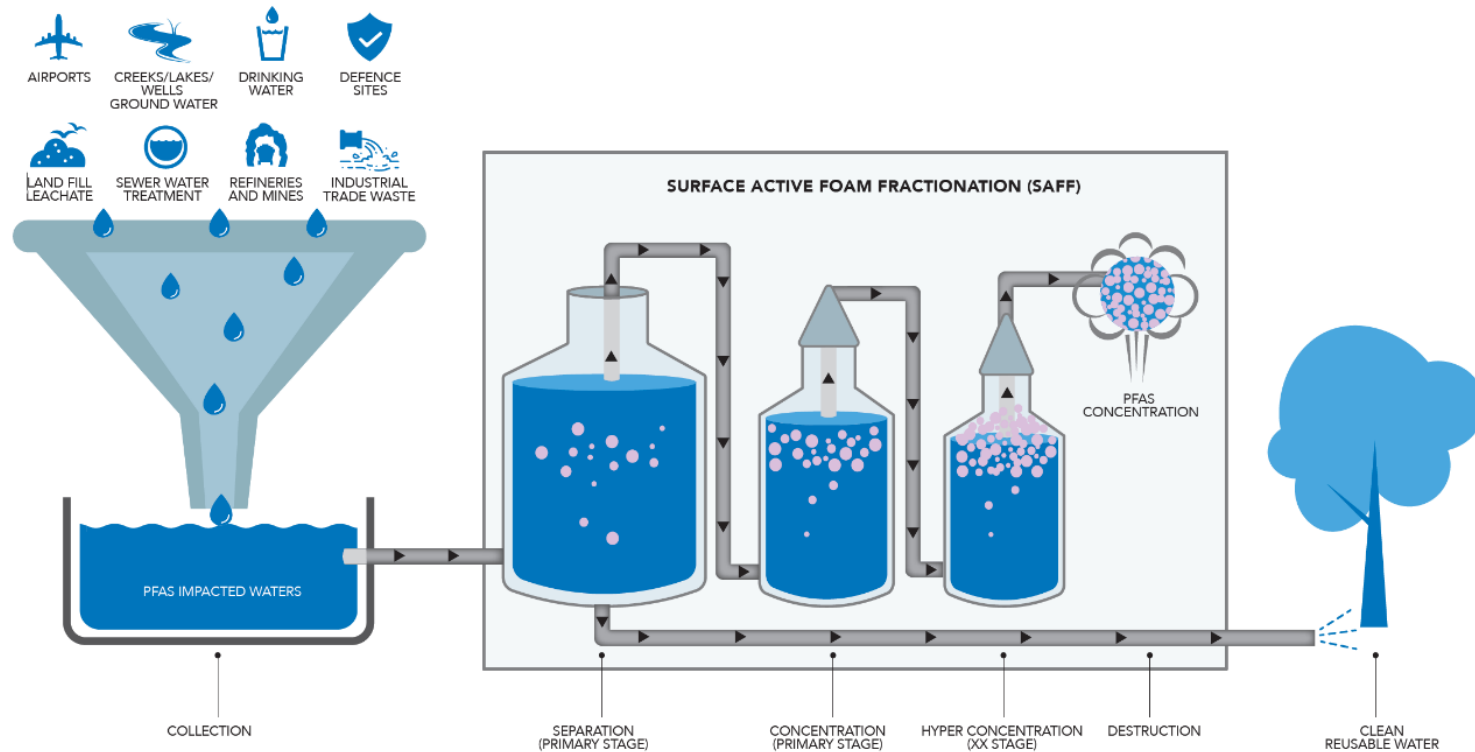 AIRPORTS
CREEKS/LAKES/
WELLS
GROUND WATER
DRINKING
WATER
DEFENCE
SITES
LAND FILL
LEACHATE
SEWER WATER
TREATMENT
REFINERIES
AND MINES
INDUSTRIAL
TRADE WASTE
SURFACE ACTIVE FOAM FRACTIONATION (SAFF)
PFAS
CONCENTRATION
PFAS IMPACTED WATERS
COLLECTION
SEPARATION
(PRIMARY STAGE)
CONCENTRATION
(PRIMARY STAGE)
HYPER CONCENTRATION
(XX STAGE)
DESTRUCTION
CLEAN
REUSABLE WATER